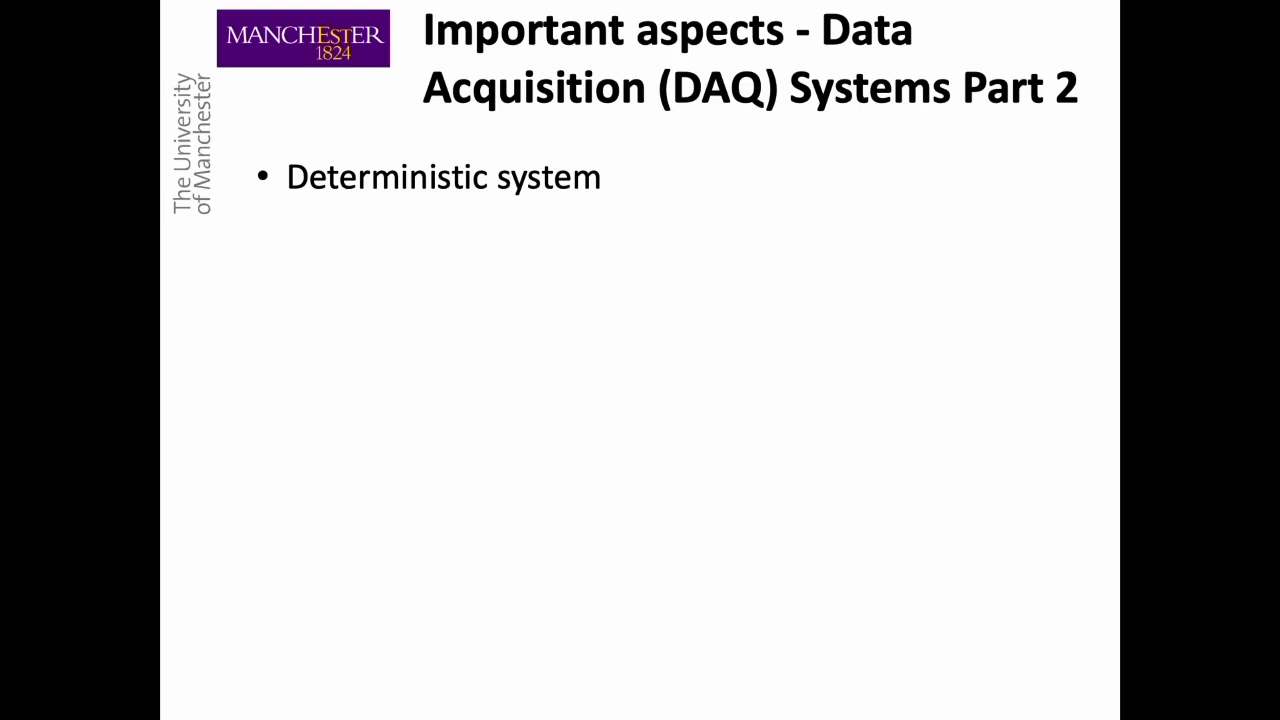 MANCHESTER
1824
The University
of Manchester
Important aspects - Data
Acquisition (DAQ) Systems Part 2
• Deterministic system